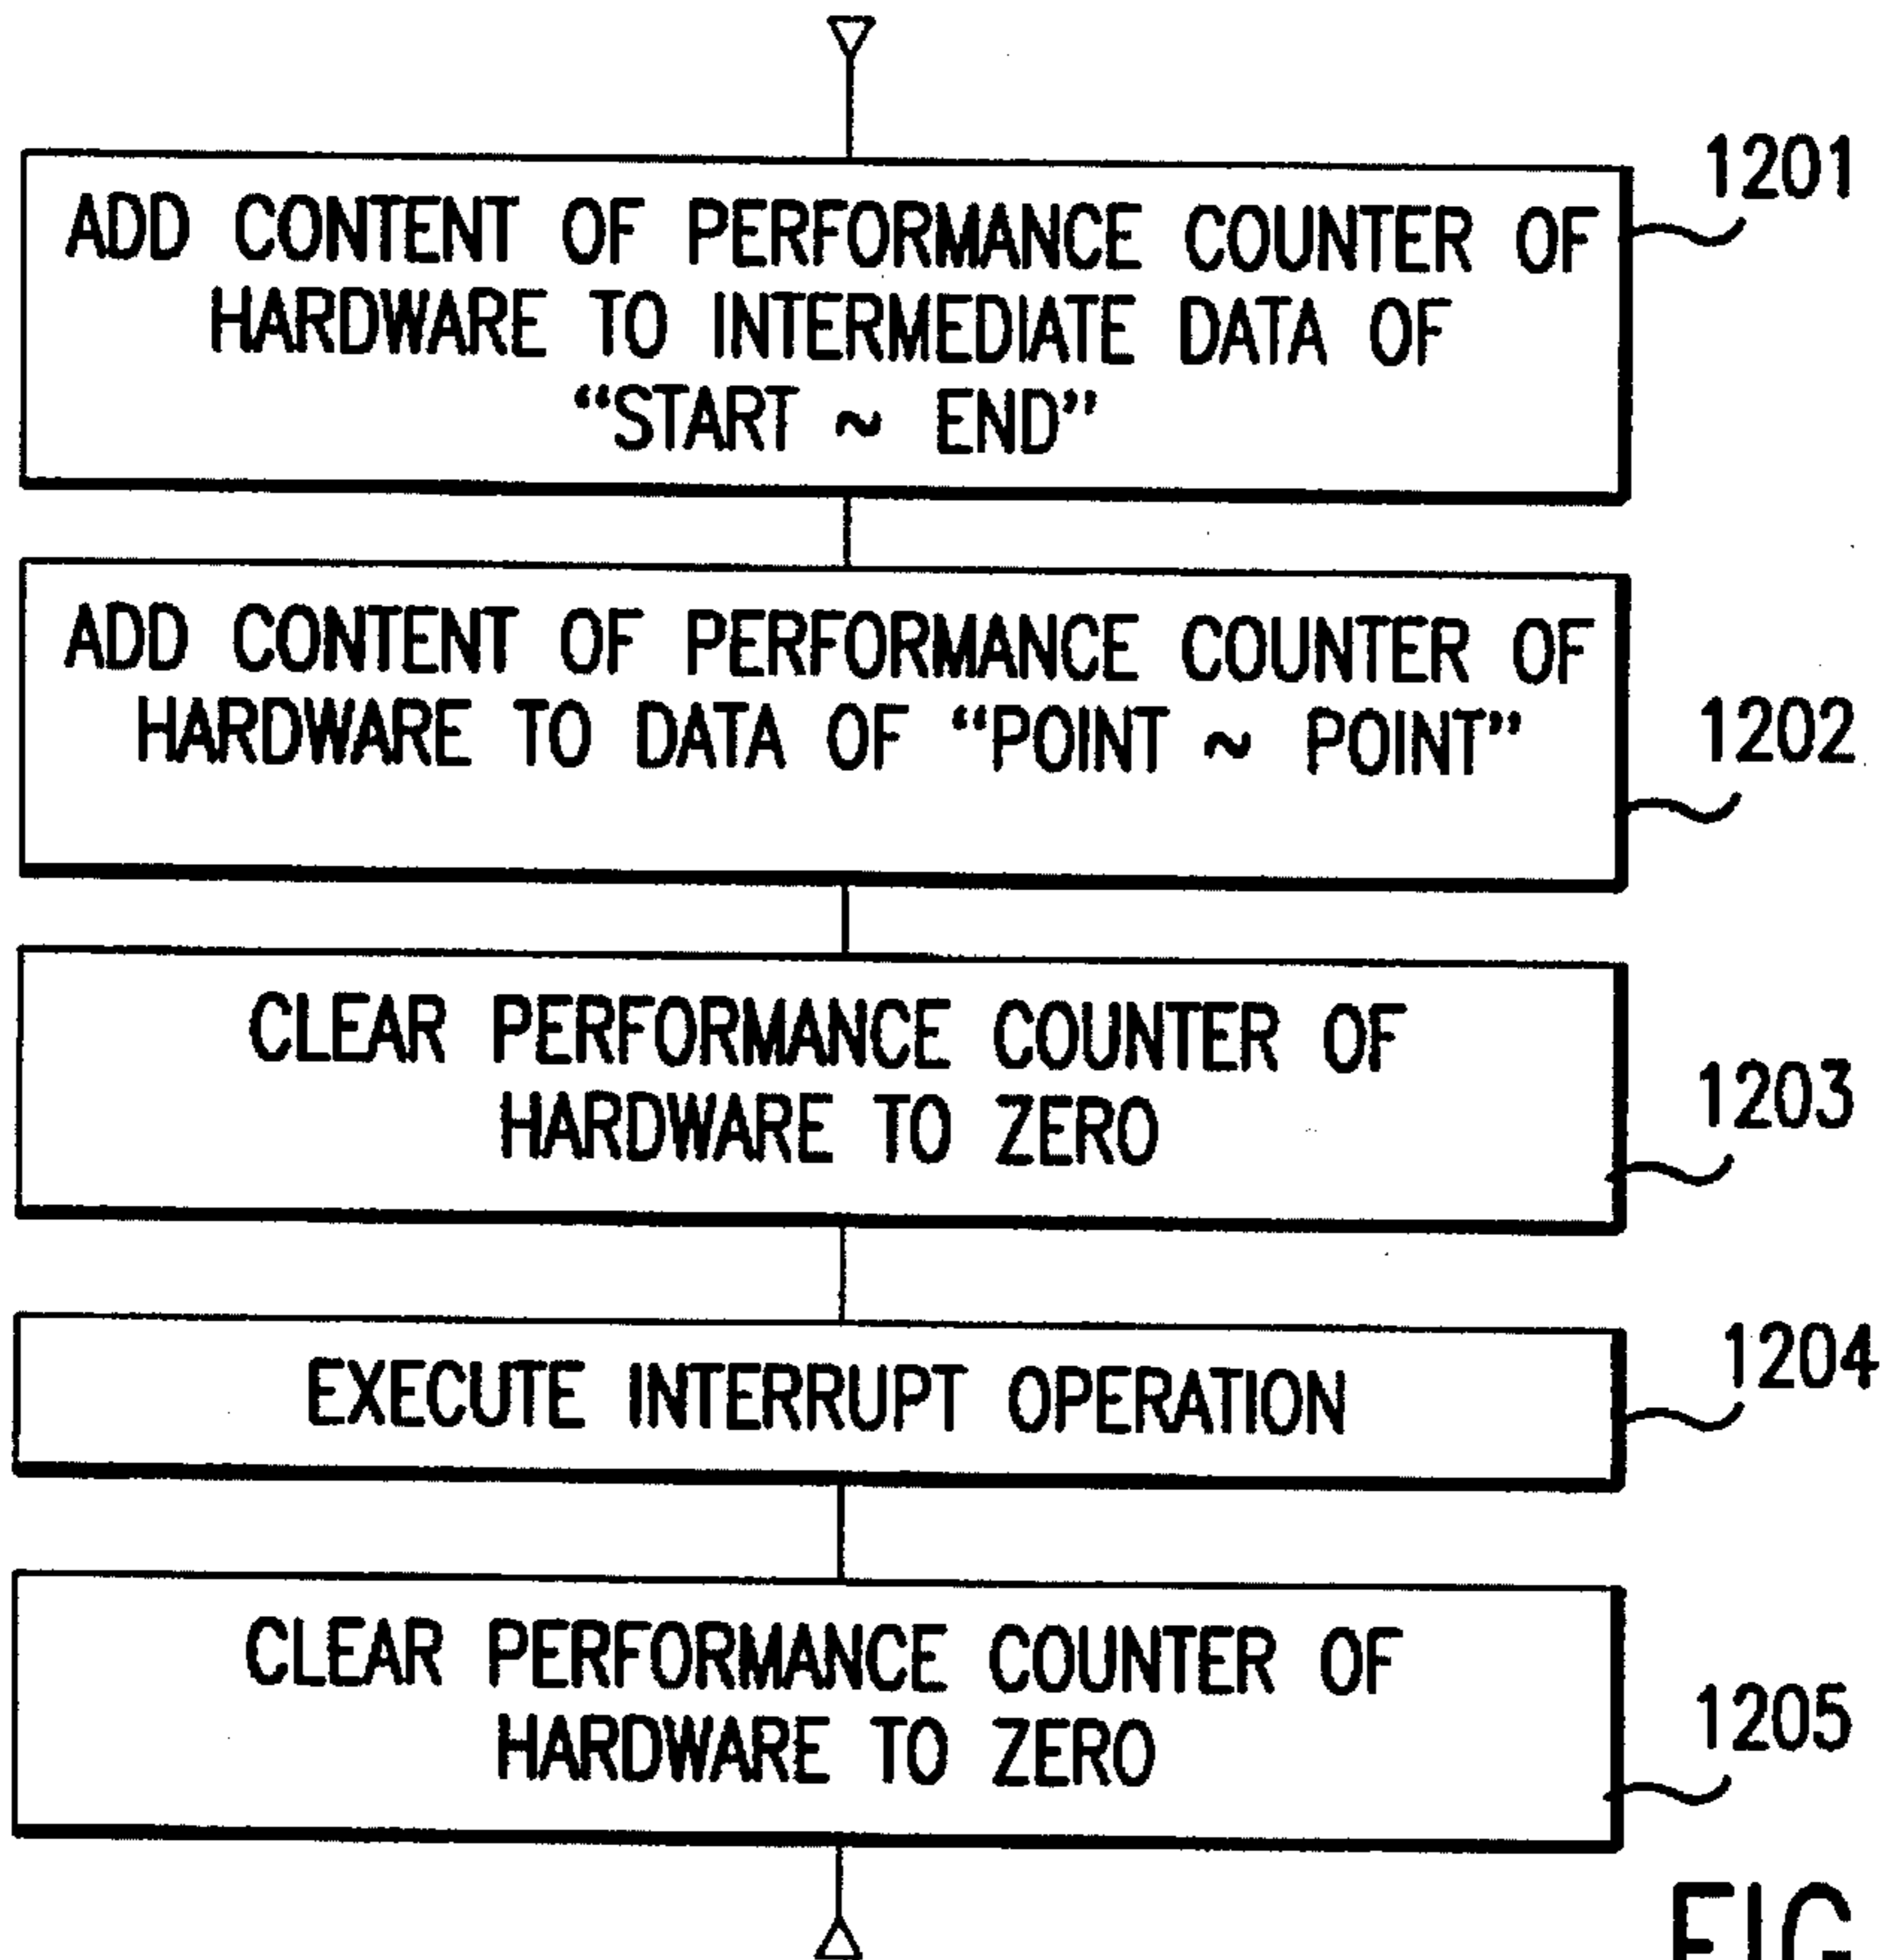 1201
ADD CONTENT OF PERFORMANCE COUNTER OF
HARDWARE TO INTERMEDIATE DATA OF
“START ~ END”
ADD CONTENT OF PERFORMANCE COUNTER OF
HARDWARE TO DATA OF “POINT ~ POINT”
1202
CLEAR PERFORMANCE COUNTER OF
HARDWARE TO ZERO
1203
EXECUTE INTERRUPT OPERATION
1204
CLEAR PERFORMANCE COUNTER OF
HARDWARE TO ZERO
1205
FIG